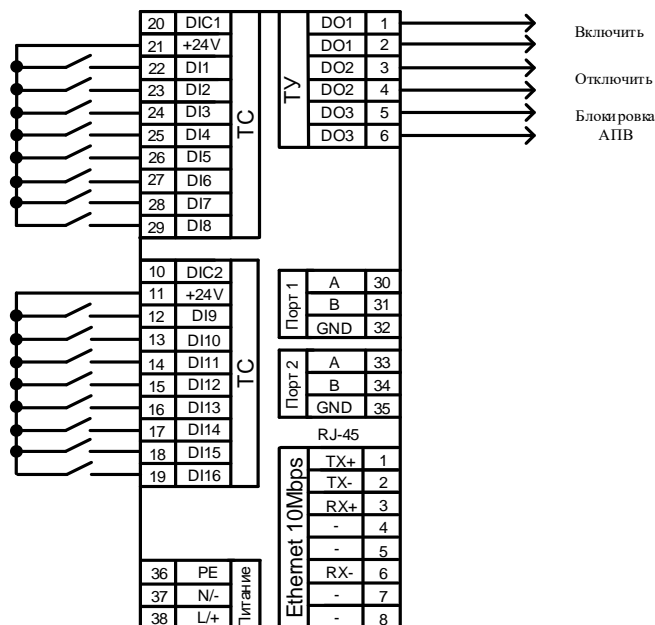 20 DIC1
21 +24V
22 DI1
23 DI2
24 DI3
25 DI4
26 DI5
27 DI6
28 DI7
29 DI8
ТС
ТУ
DO1 1
DO1 2
DO2 3
DO2 4
DO3 5
DO3 6
Включить
Отключить
Блокировка
АПВ
10 DIC2
11 +24V
12 DI9
13 DI10
14 DI11
15 DI12
16 DI13
17 DI14
18 DI15
19 DI16
ТС
Порт 1
A 30
B 31
GND 32
Порт 2
A 33
B 34
GND 35
RJ-45
Ethernet 10Mbps
TX+ 1
TX- 2
RX+ 3
- 4
- 5
RX- 6
- 7
- 8
36 PE
37 N/-
38 L/+
Питание